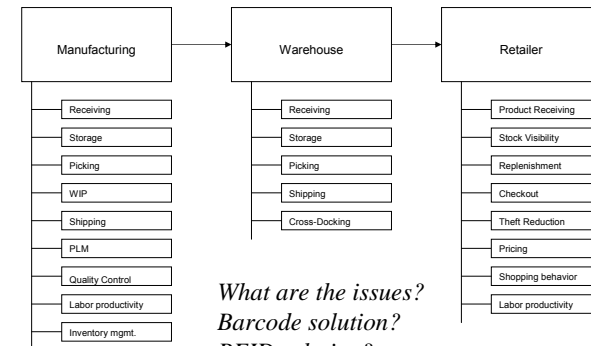 Manufacturing
Warehouse
Retailer
Receiving
Storage
Picking
WIP
Shipping
PLM
Quality Control
Labor productivity
Inventory mgmt.
Receiving
Storage
Picking
Shipping
Cross-Docking
Product Receiving
Stock Visibility
Replenishment
Checkout
Theft Reduction
Pricing
Shopping behavior
Labor productivity
What are the issues?
Barcode solution?
RFID solution?